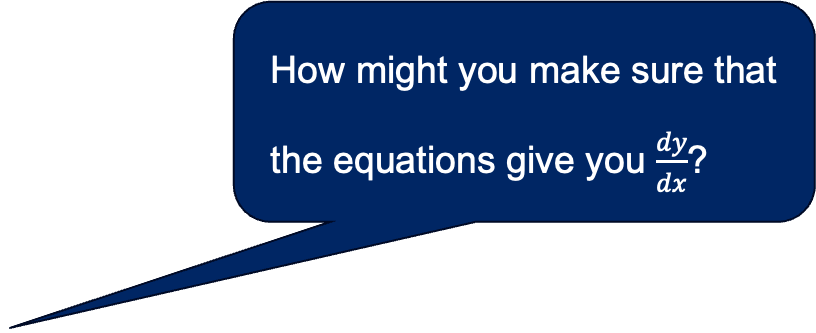 How might you make sure that
the equations give you dy/dx?